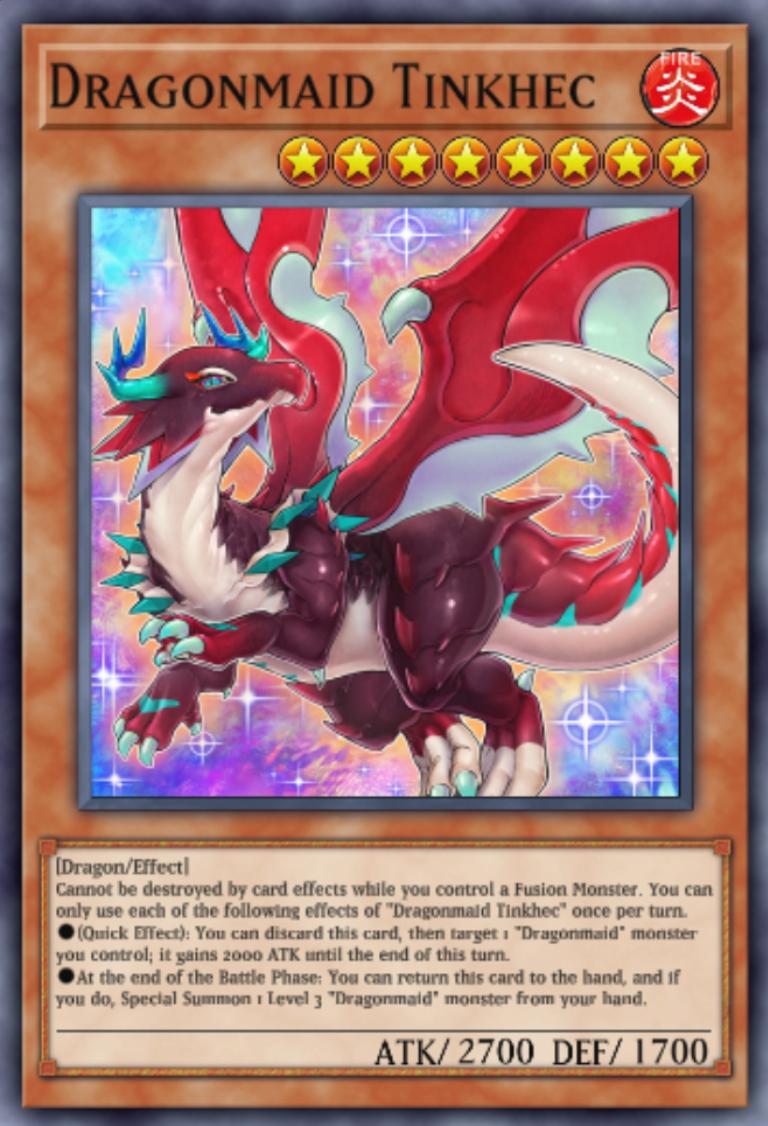 DRAGONMAID TINKHEC
FIRE
炎
[Dragon/Effect]
Cannot be destroyed by card effects while you control a Fusion Monster. You can
only use each of the following effects of "Dragonmaid Tinkhec" once per turn.
●(Quick Effect): You can discard this card, then target 1 "Dragonmaid" monster
you control; it gains 2000 ATK until the end of this turn.
●At the end of the Battle Phase: You can return this card to the hand, and if
you do, Special Summon 1 Level 3 "Dragonmaid" monster from your hand.
ATK/ 2700 DEF/ 1700